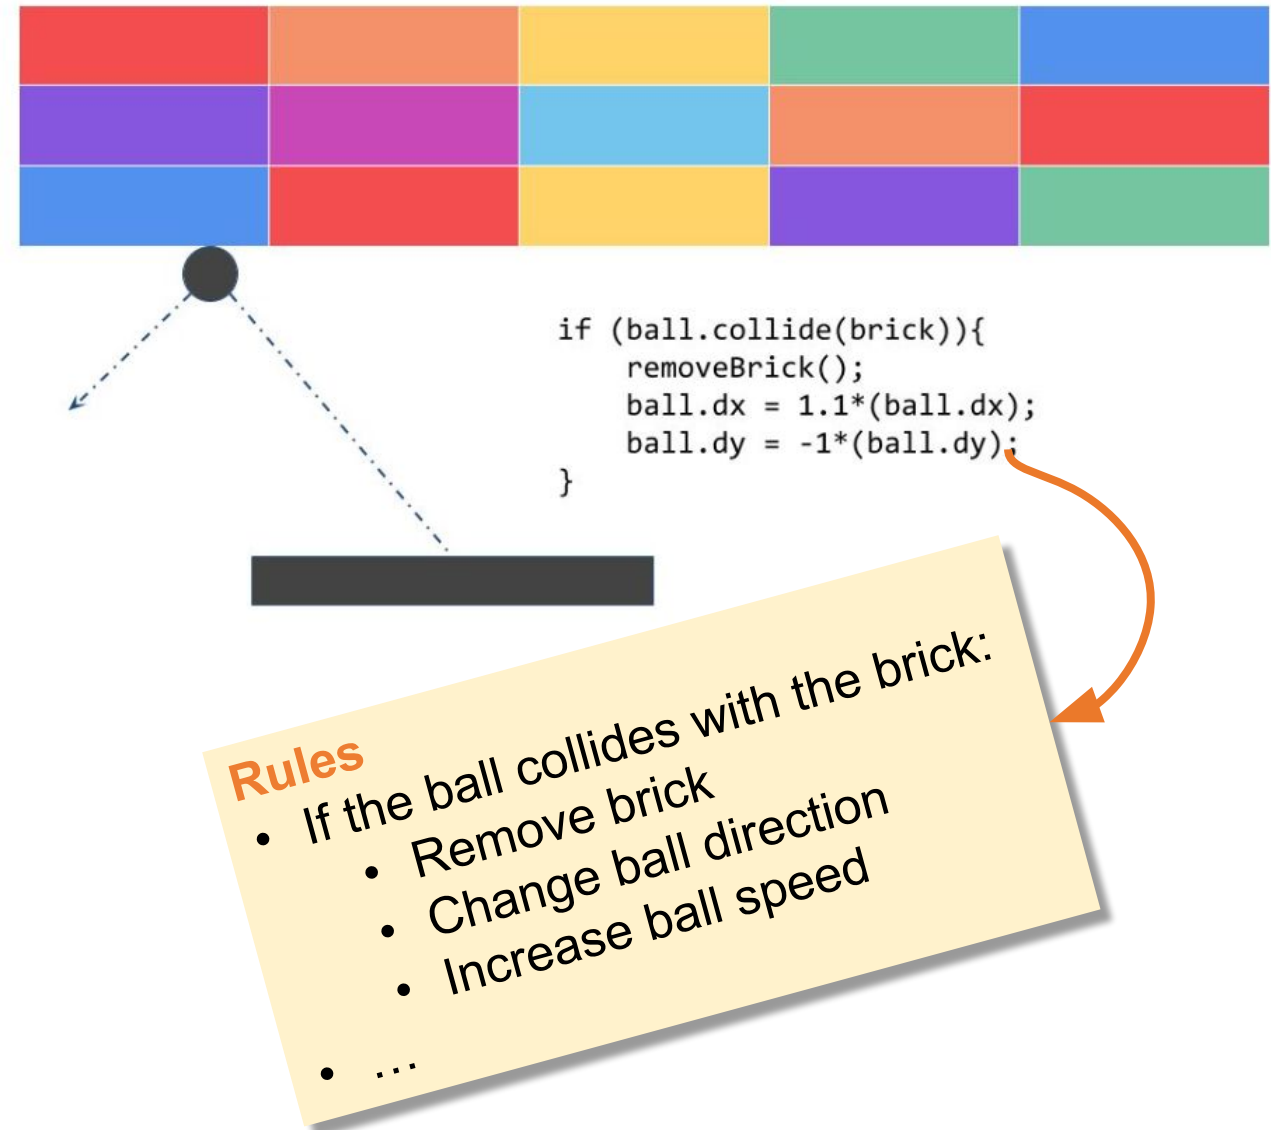 if (ball.collide(brick)){
    removeBrick();
    ball.dx = 1.1*(ball.dx);
    ball.dy = -1*(ball.dy);
}
Rules
• If the ball collides with the brick:
• Remove brick
• Change ball direction
• Increase ball speed
• …